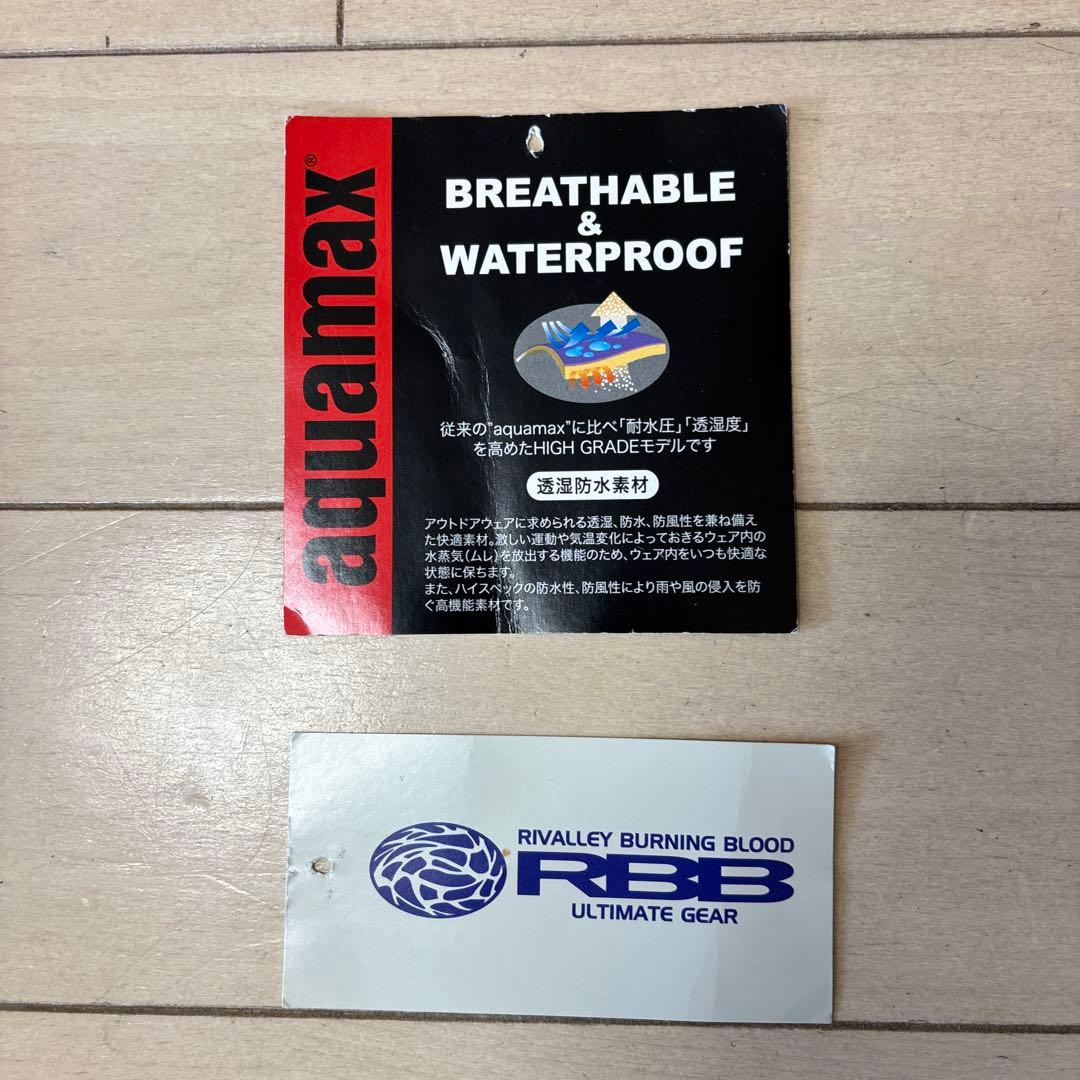 aquamax®
BREATHABLE
&
WATERPROOF
従来の"aquamax"に比べ「耐水圧」「透湿度」
を高めたHIGH GRADEモデルです
透湿防水素材
アウトドアウェアに求められる透湿、防水、防風性を兼ね備え
た快適素材。激しい運動や気温変化によっておきるウェア内の
水蒸気(ムレ)を放出する機能のため、ウェア内をいつも快適な
状態に保ちます。
また、ハイスペックの防水性、防風性により雨や風の侵入を防
ぐ高機能素材です。
RIVALLEY BURNING BLOOD
RBB
ULTIMATE GEAR